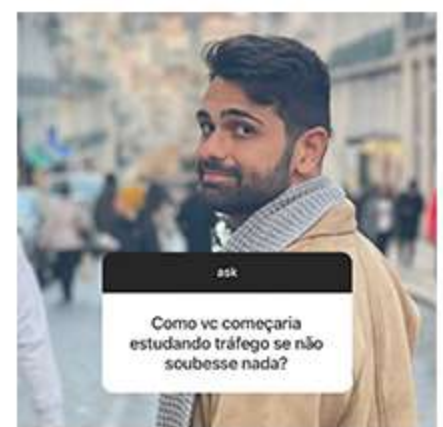 ask
Como vc começaria
estudando tráfego se não
soubesse nada?